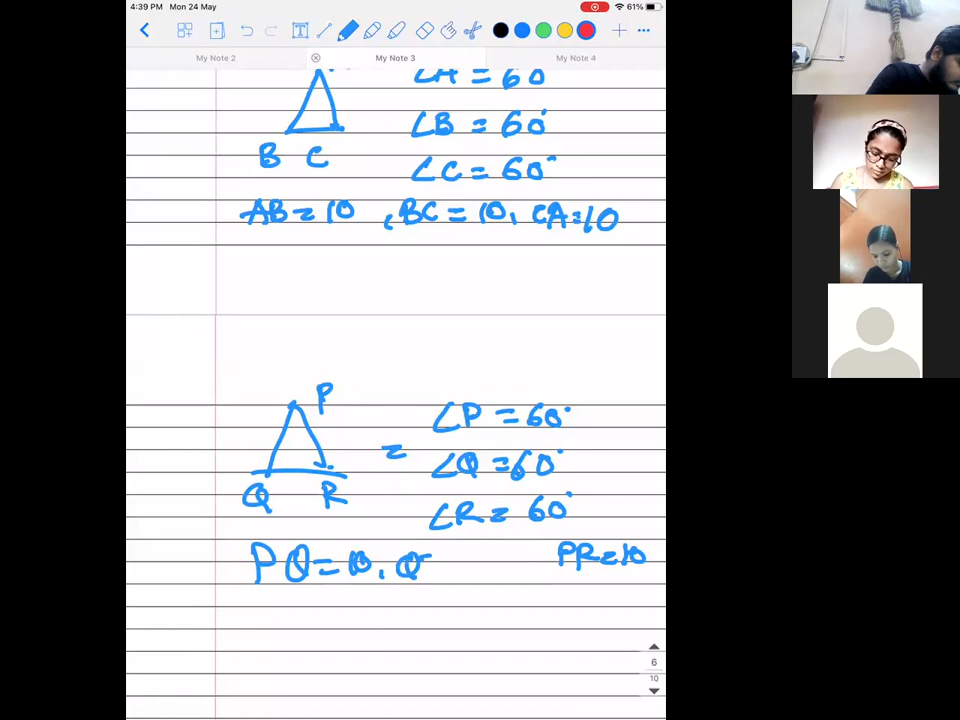 4:39 PM Mon 24 May 61%
My Note 2 My Note 3 My Note 4
∠A = 60
∠B = 60°
∠C = 60°
B C
AB = 10 , BC = 10, CA = 10
P
∠P = 60°
= ∠Q = 60°
Q R
∠R = 60°
PQ = 10, Q PR = 10
6
10